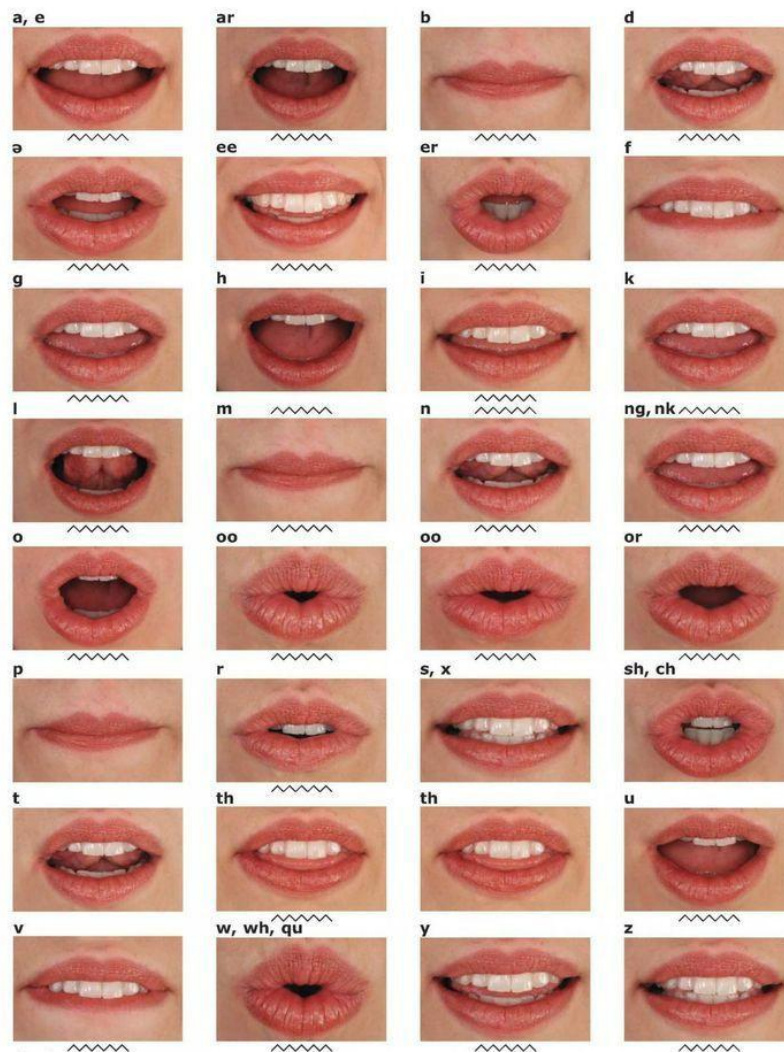 a, e ar b d
ə ee er f
g h i k
l m n ng, nk
o oo oo or
p r s, x sh, ch
t th th u
v w, wh, qu y z